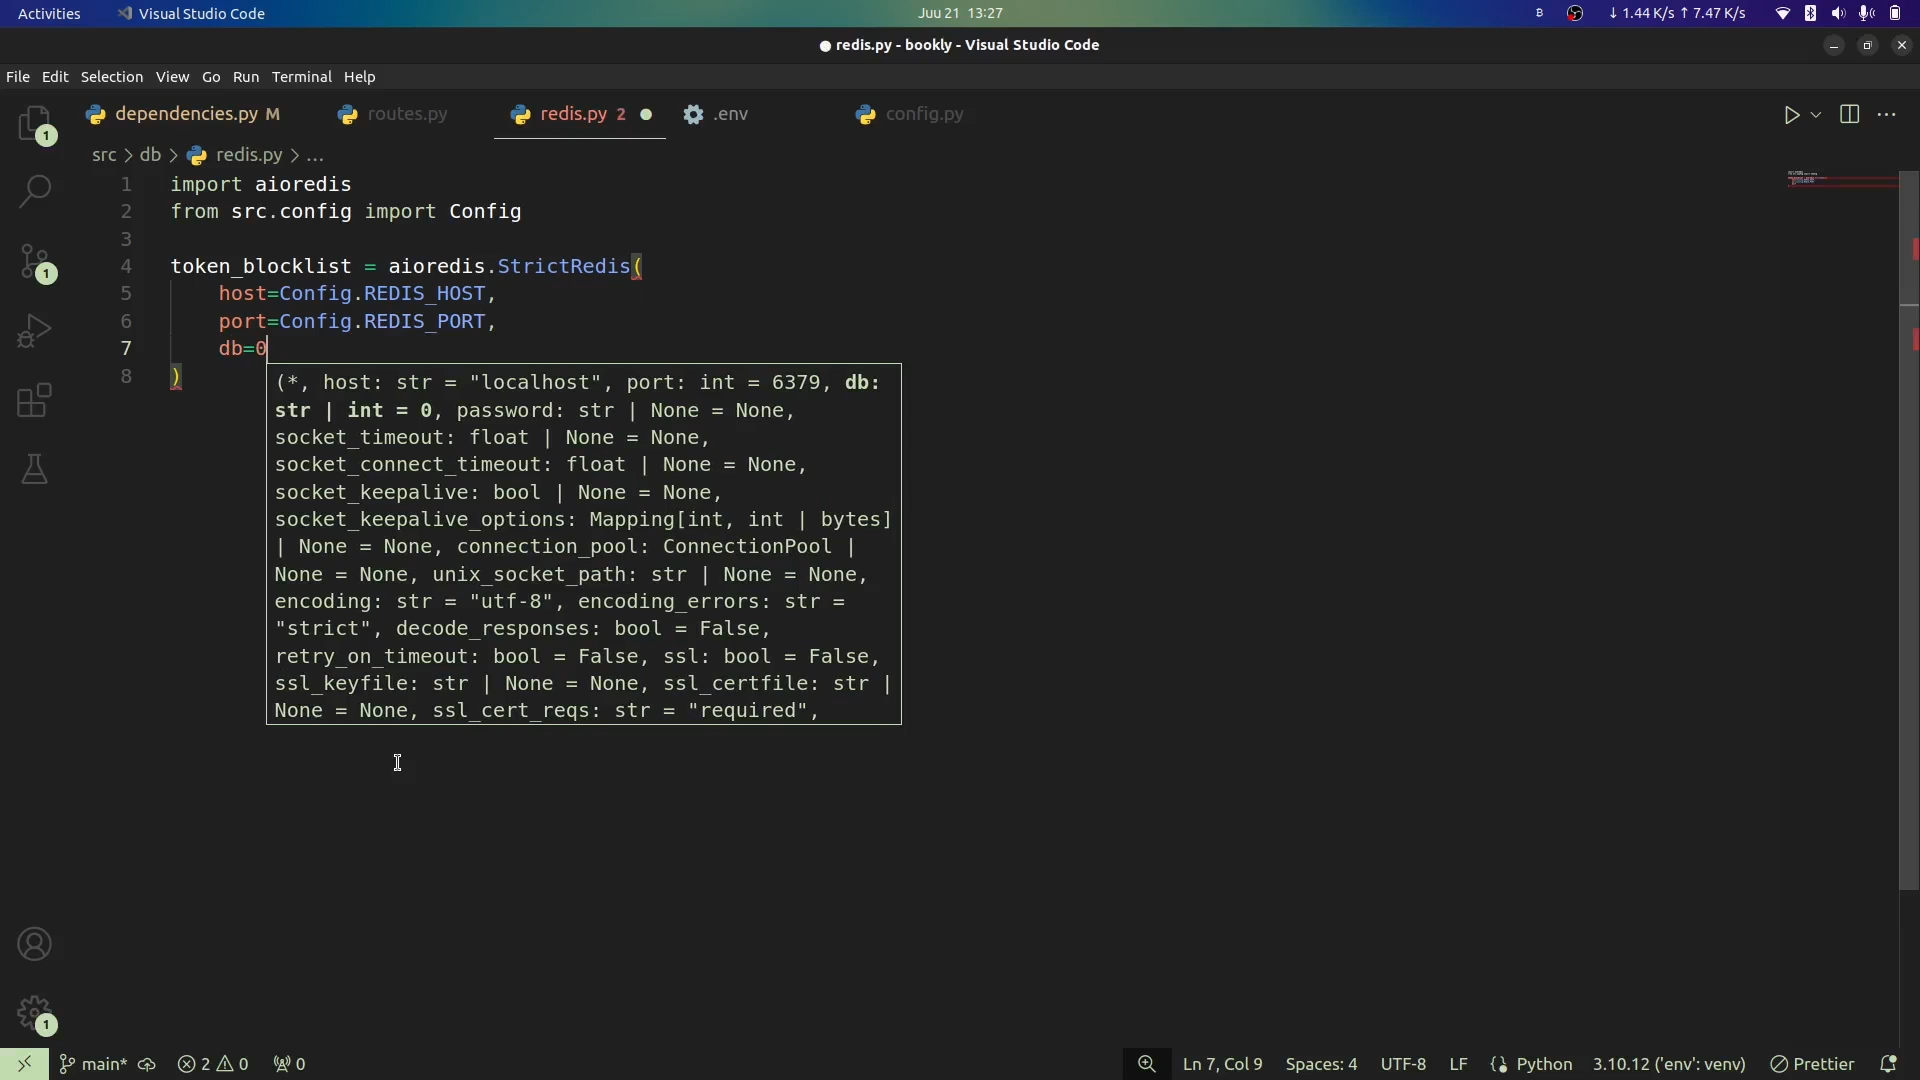 Activities
Visual Studio Code
Juu 21 13:27
↓ 1.44 K/s ↑ 7.47 K/s
● redis.py - bookly - Visual Studio Code
File Edit Selection View Go Run Terminal Help
dependencies.py M
routes.py
redis.py 2
.env
config.py
src > db > redis.py > ...
1 import aioredis
2 from src.config import Config
3
4 token_blocklist = aioredis.StrictRedis(
5 host=Config.REDIS_HOST,
6 port=Config.REDIS_PORT,
7 db=0
8 )
(*, host: str = "localhost", port: int = 6379, db:
str | int = 0, password: str | None = None,
socket_timeout: float | None = None,
socket_connect_timeout: float | None = None,
socket_keepalive: bool | None = None,
socket_keepalive_options: Mapping[int, int | bytes]
| None = None, connection_pool: ConnectionPool |
None = None, unix_socket_path: str | None = None,
encoding: str = "utf-8", encoding_errors: str =
"strict", decode_responses: bool = False,
retry_on_timeout: bool = False, ssl: bool = False,
ssl_keyfile: str | None = None, ssl_certfile: str |
None = None, ssl_cert_reqs: str = "required",
1
1
1
main*
2
0
0
Ln 7, Col 9
Spaces: 4
UTF-8
LF
Python
3.10.12 ('env': venv)
Prettier